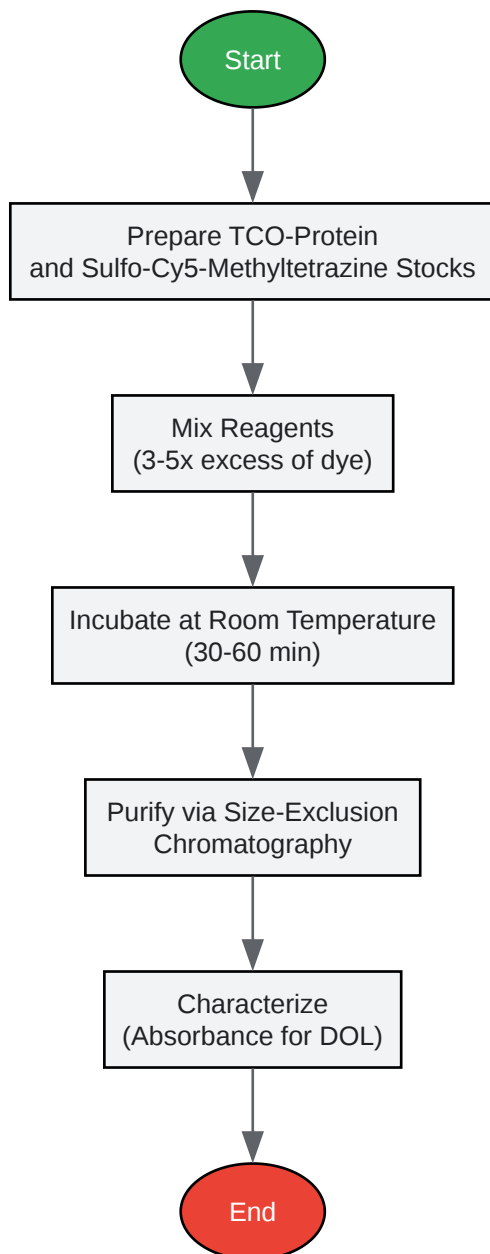 Start
Prepare TCO-Protein
and Sulfo-Cy5-Methyltetrazine Stocks
Mix Reagents
(3-5x excess of dye)
Incubate at Room Temperature
(30-60 min)
Purify via Size-Exclusion
Chromatography
Characterize
(Absorbance for DOL)
End